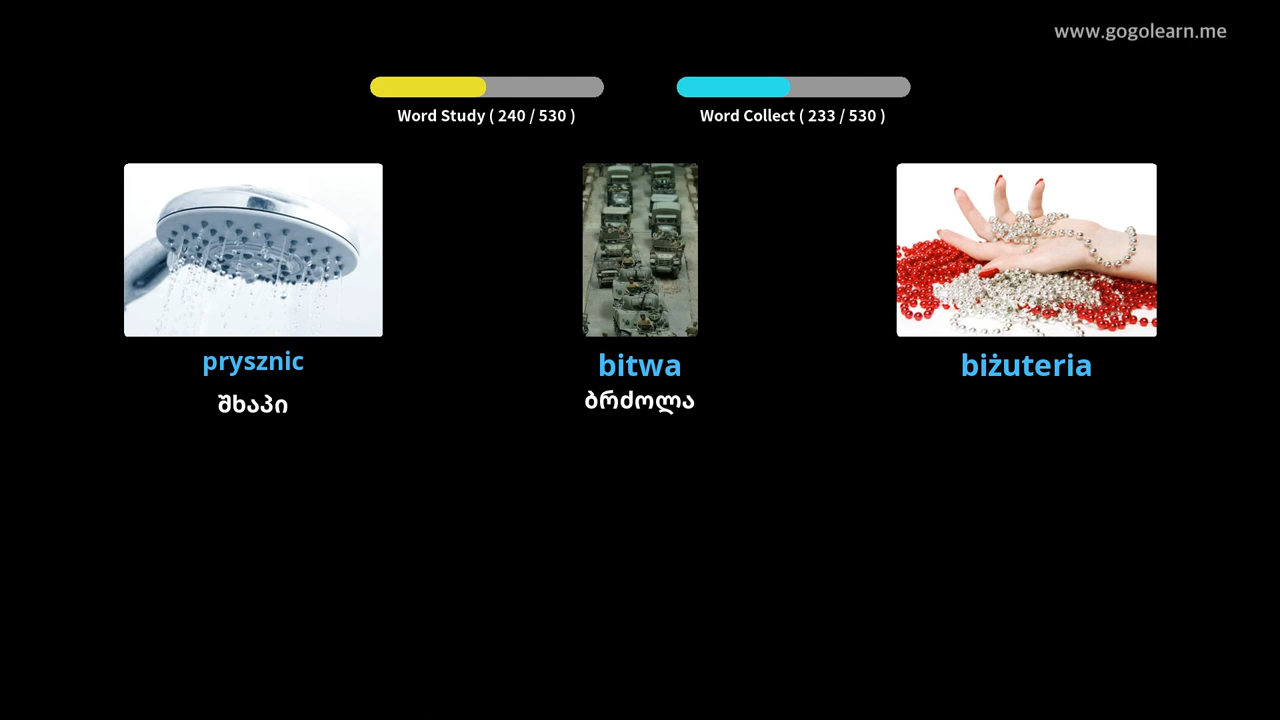 www.gogolearn.me
Word Study ( 240 / 530 )
Word Collect ( 233 / 530 )
prysznic
შხაპი
bitwa
ბრძოლა
biżuteria